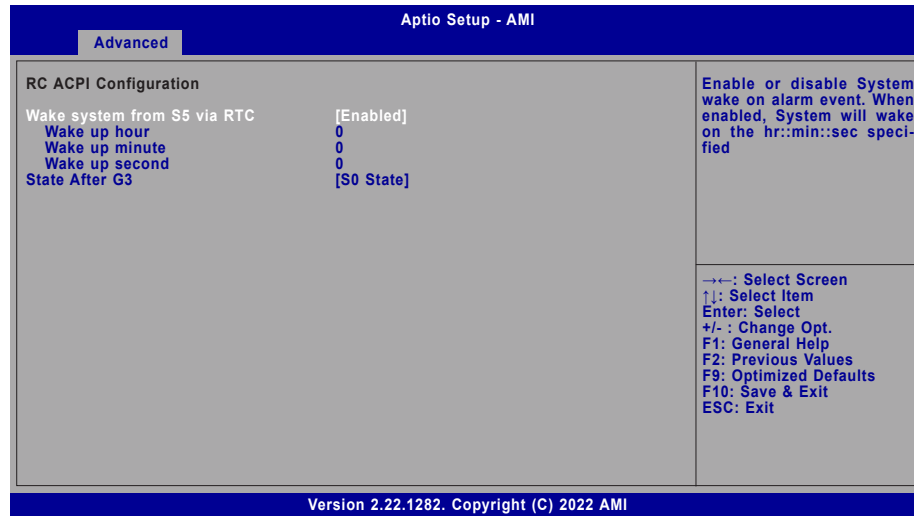 Aptio Setup - AMI
Advanced
RC ACPI Configuration
Wake system from S5 via RTC [Enabled]
Wake up hour 0
Wake up minute 0
Wake up second 0
State After G3 [S0 State]
Enable or disable System
wake on alarm event. When
enabled, System will wake
on the hr::min::sec speci-
fied
→←: Select Screen
↑↓: Select Item
Enter: Select
+/- : Change Opt.
F1: General Help
F2: Previous Values
F9: Optimized Defaults
F10: Save & Exit
ESC: Exit
Version 2.22.1282. Copyright (C) 2022 AMI